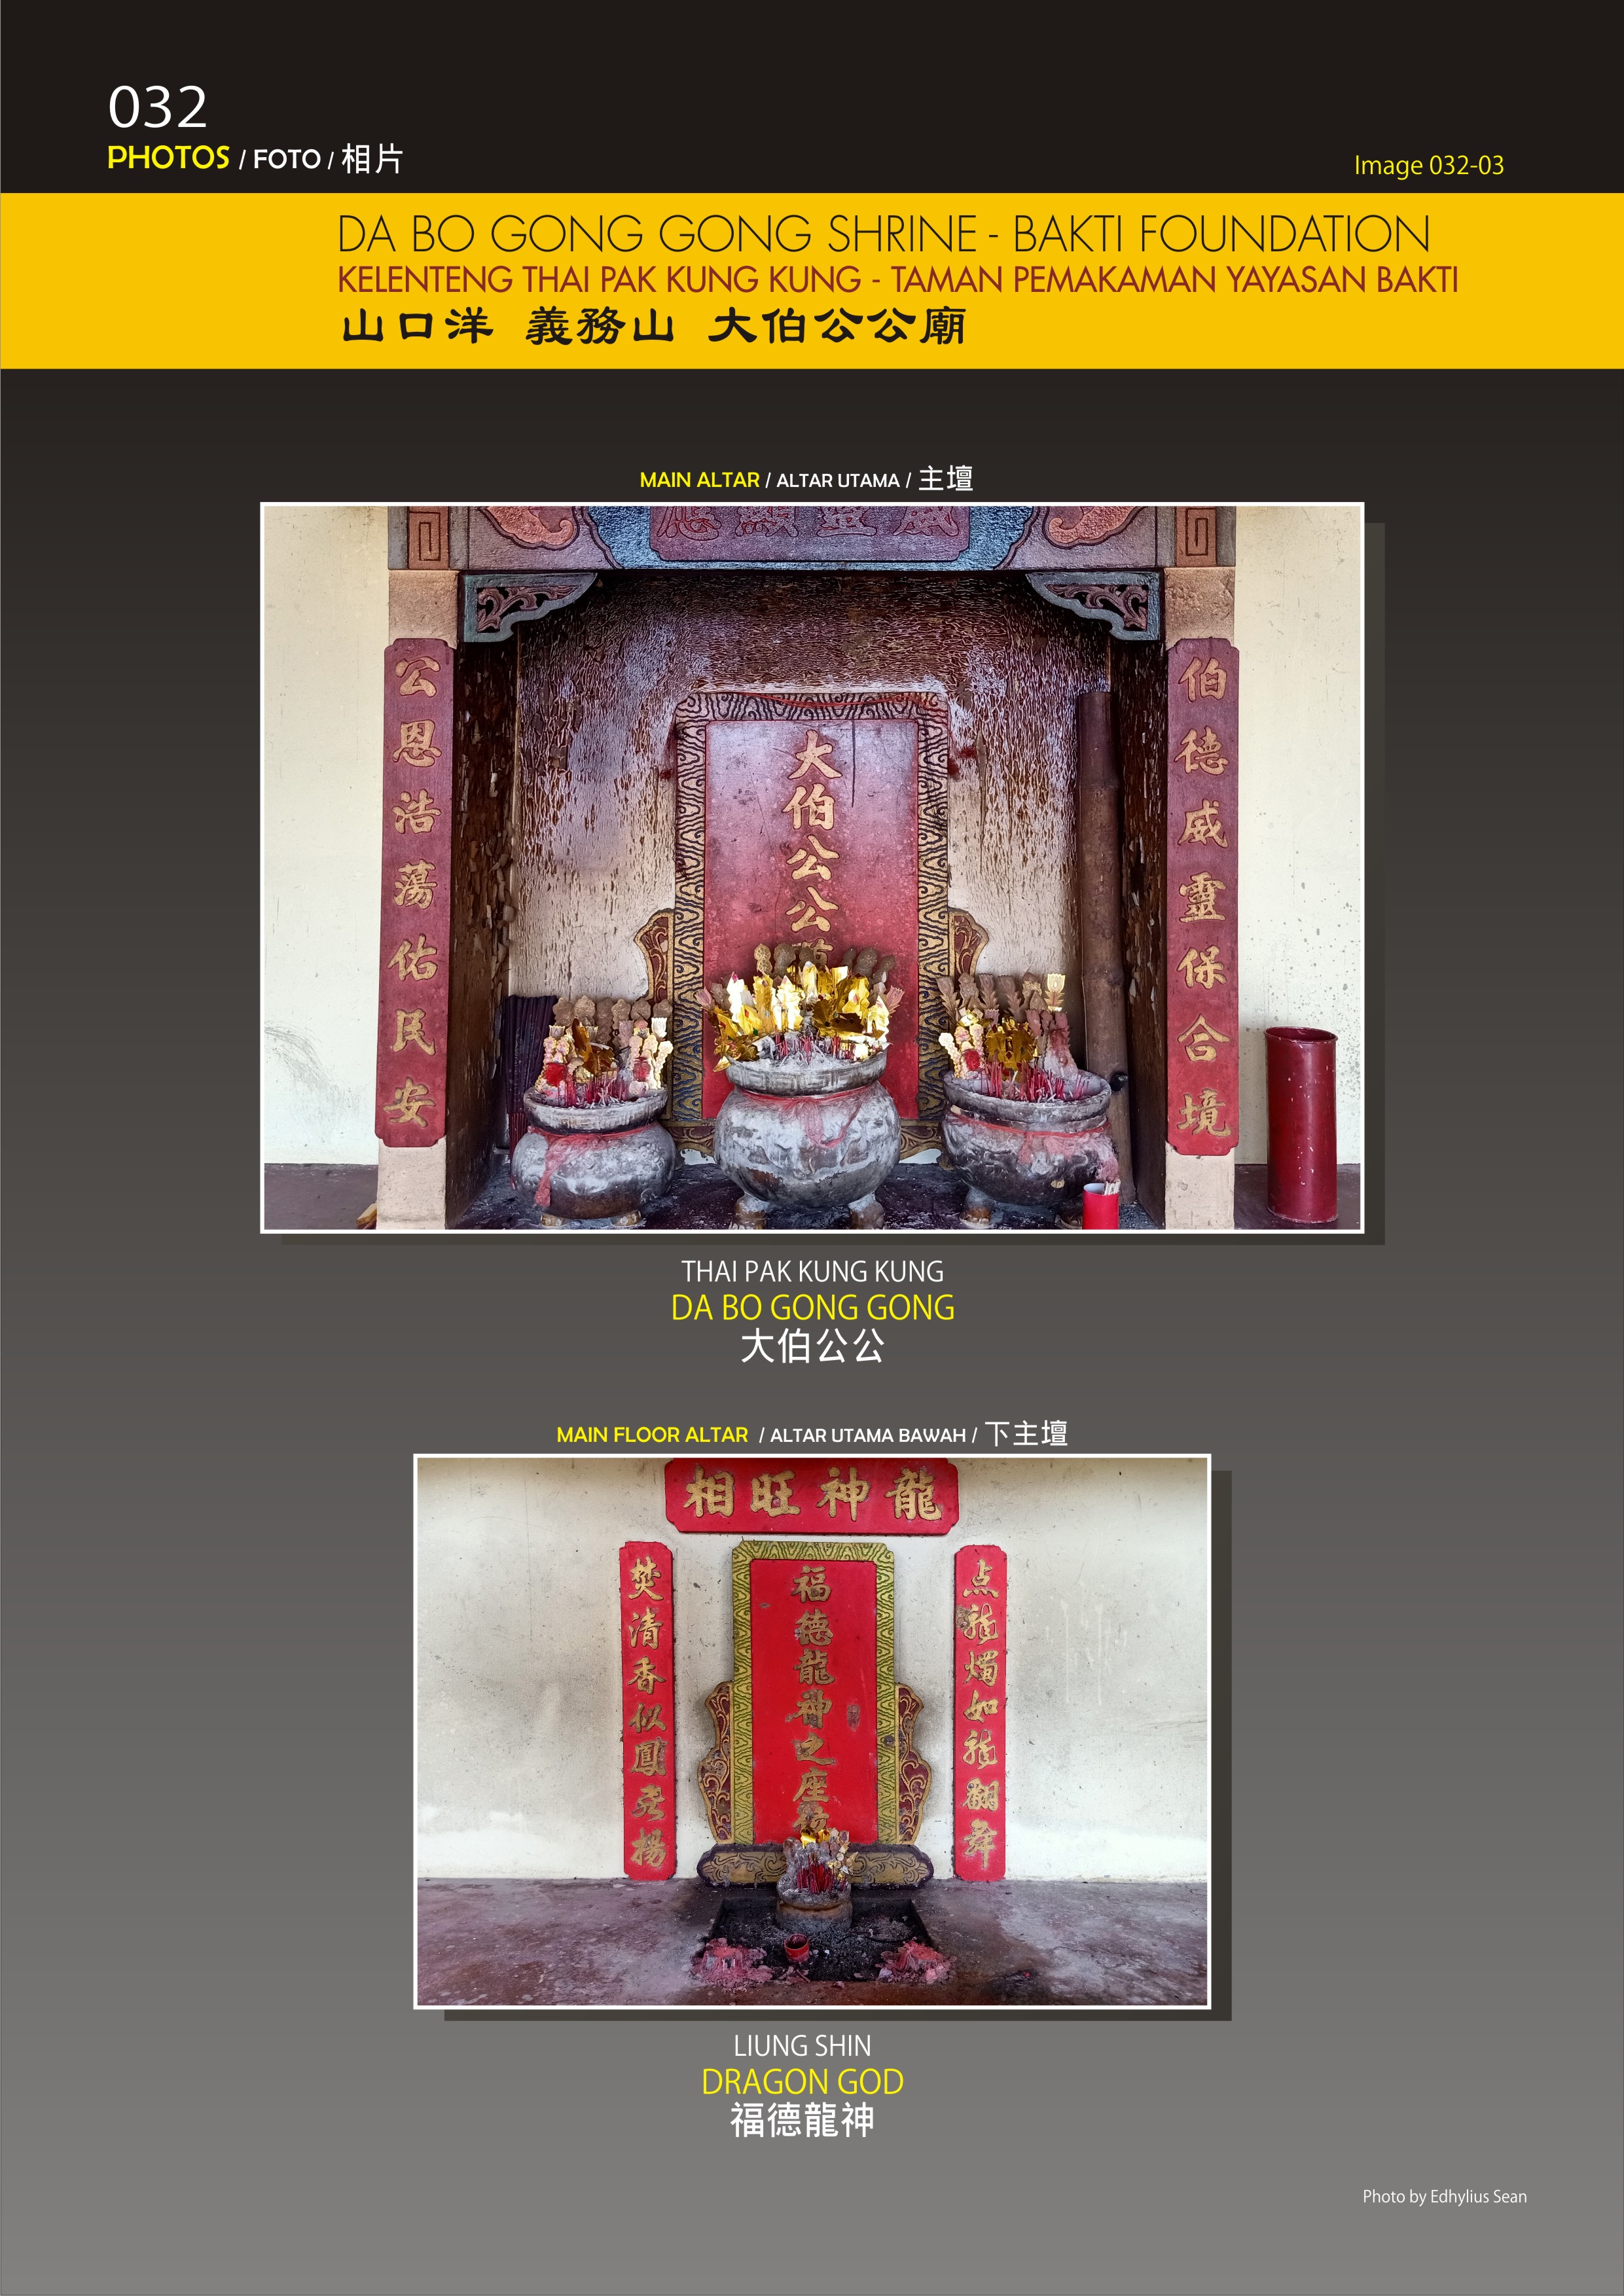 032
PHOTOS / FOTO / 相片
Image 032-03
DA BO GONG GONG SHRINE - BAKTI FOUNDATION
KELENTENG THAI PAK KUNG KUNG - TAMAN PEMAKAMAN YAYASAN BAKTI
山口洋 義務山 大伯公公廟
MAIN ALTAR / ALTAR UTAMA / 主壇
應顯靈威
伯德威靈保合境
大伯公公
公恩浩蕩佑民安
THAI PAK KUNG KUNG
DA BO GONG GONG
大伯公公
MAIN FLOOR ALTAR / ALTAR UTAMA BAWAH / 下主壇
相旺神龍
点龍燭如龍翻舞
福德龍神之座
焚清香似鳳飛揚
LIUNG SHIN
DRAGON GOD
福德龍神
Photo by Edhylius Sean